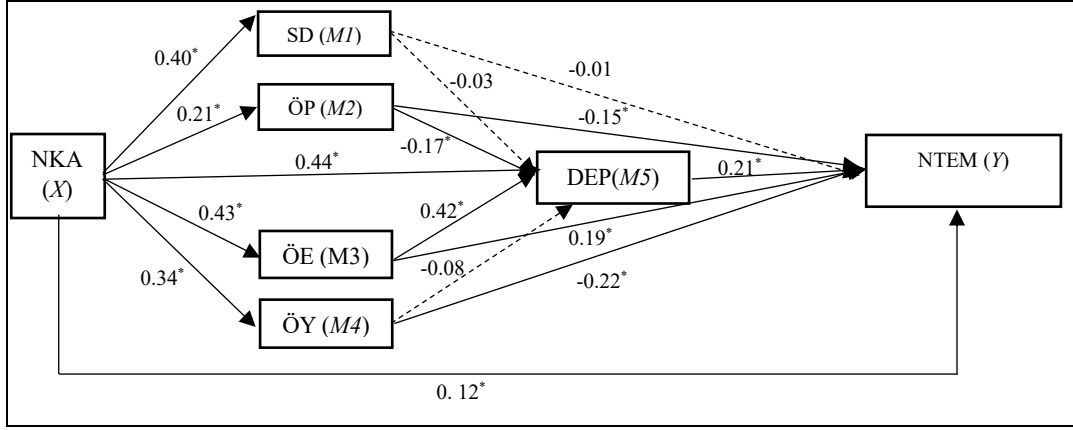 SD (M1)
0.40*
-0.03
-0.01
ÖP (M2)
0.21*
-0.15*
-0.17*
NKA
(X)
0.44*
DEP(M5)
0.21*
NTEM (Y)
0.43*
0.42*
0.19*
ÖE (M3)
-0.08
0.34*
-0.22*
ÖY (M4)
0. 12*